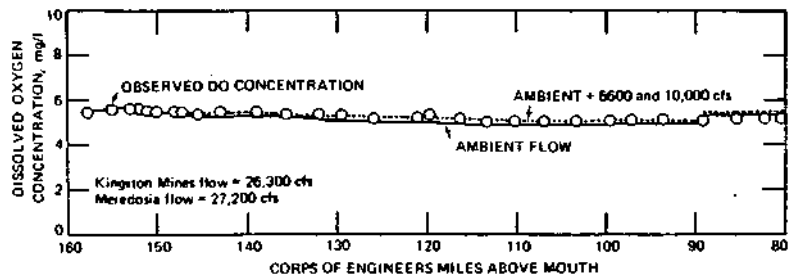 DISSOLVED OXYGEN
CONCENTRATION, mg/l
10
8
6
4
2
0
OBSERVED DO CONCENTRATION
AMBIENT + 6600 and 10,000 cfs
AMBIENT FLOW
Kingston Mines flow = 26,300 cfs
Meredosia flow = 27,200 cfs
160 150 140 130 120 110 100 90 80
CORPS OF ENGINEERS MILES ABOVE MOUTH